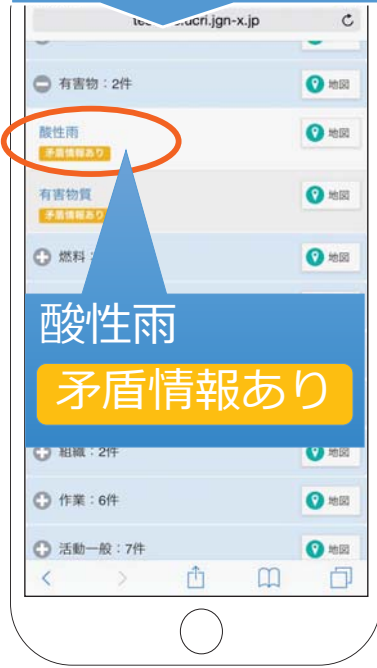 ucri.jgn-x.jp
有害物：2件
地図
酸性雨
矛盾情報あり
地図
有害物質
矛盾情報あり
地図
燃料
地図
酸性雨
矛盾情報あり
組織：2件
地図
作業：6件
地図
活動一般：7件
地図